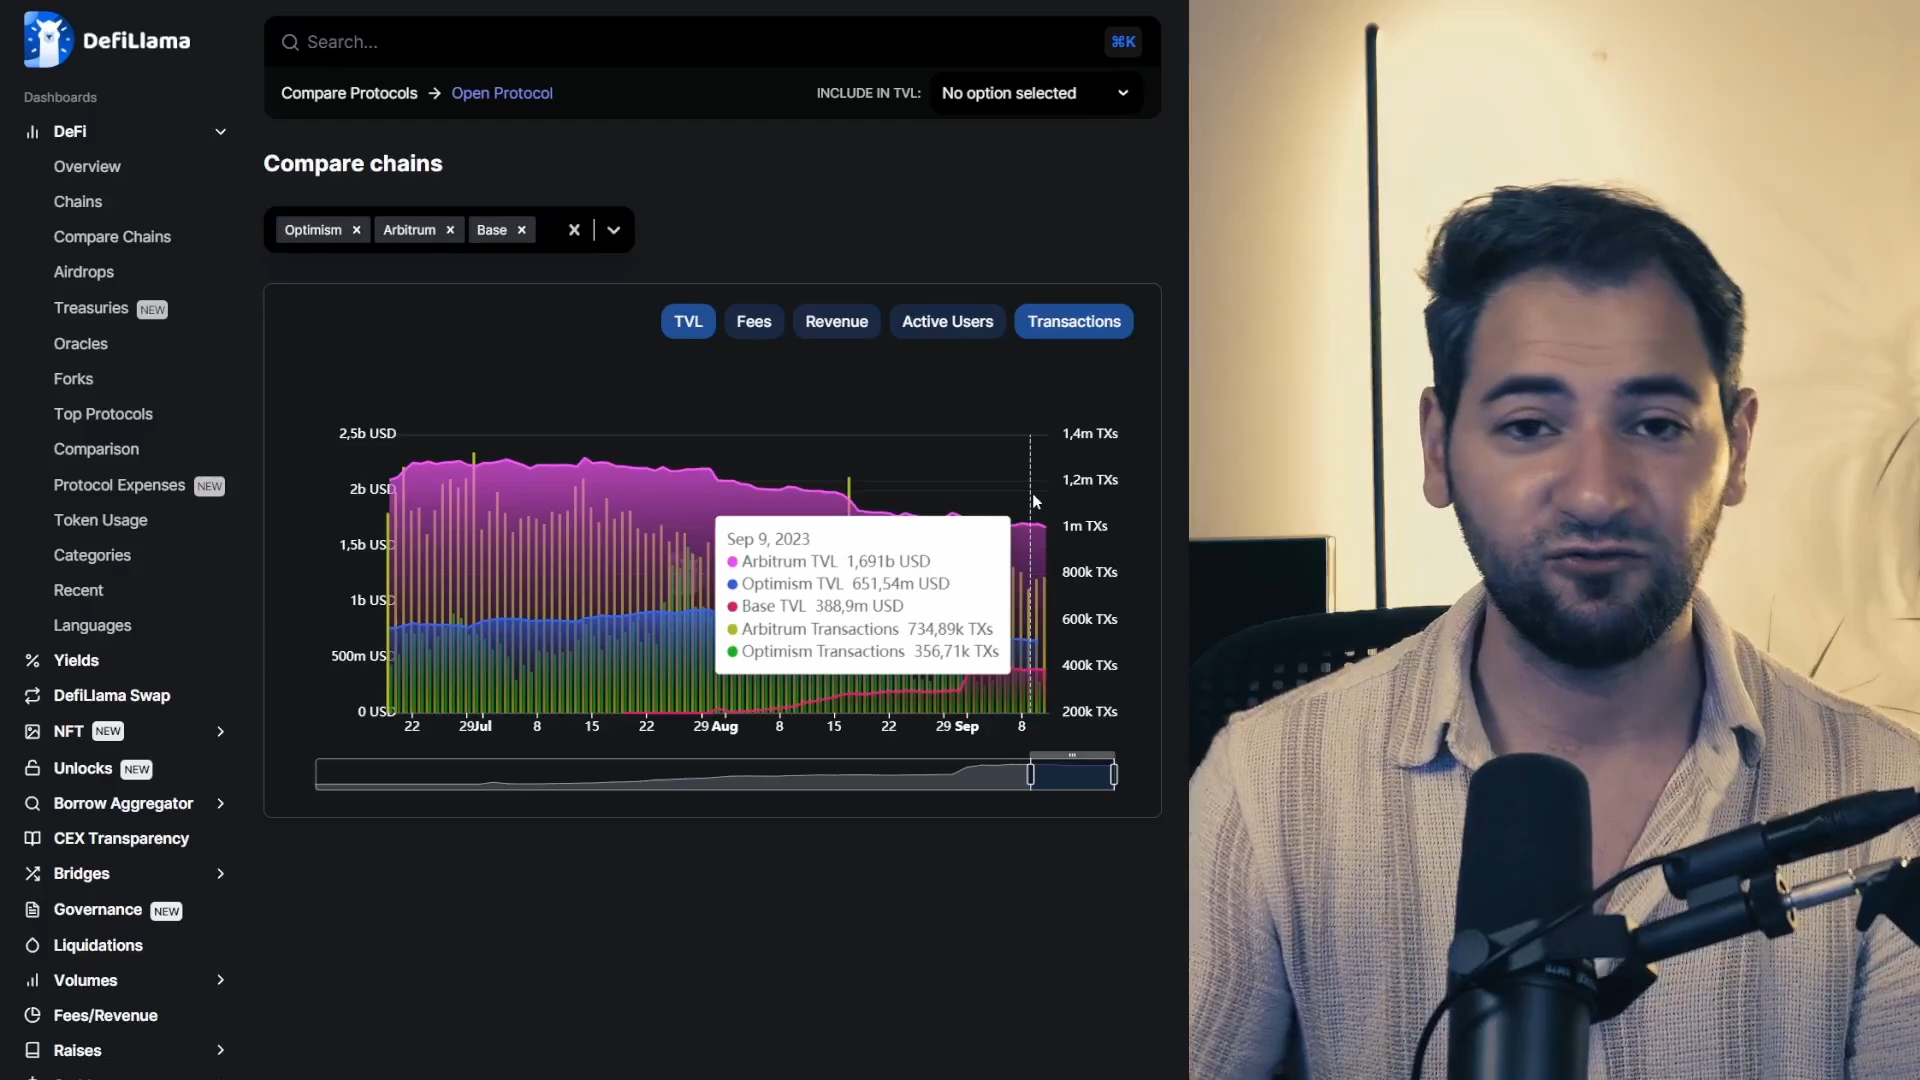 DefiLlama
Dashboards
DeFi
Overview
Chains
Compare Chains
Airdrops
Treasuries NEW
Oracles
Forks
Top Protocols
Comparison
Protocol Expenses NEW
Token Usage
Categories
Recent
Languages
Yields
DefiLlama Swap
NFT NEW
Unlocks NEW
Borrow Aggregator
CEX Transparency
Bridges
Governance NEW
Liquidations
Volumes
Fees/Revenue
Raises
Search...
⌘K
Compare Protocols → Open Protocol
INCLUDE IN TVL: No option selected
Compare chains
Optimism × Arbitrum × Base ×
TVL Fees Revenue Active Users Transactions
2,5b USD
2b USD
1,5b USD
1b USD
500m USD
0 USD
1,4m TXs
1,2m TXs
1m TXs
800k TXs
600k TXs
400k TXs
200k TXs
Sep 9, 2023
Arbitrum TVL 1,691b USD
Optimism TVL 651,54m USD
Base TVL 388,9m USD
Arbitrum Transactions 734,89k TXs
Optimism Transactions 356,71k TXs
22 29 Jul 8 15 22 29 Aug 8 15 22 29 Sep 8